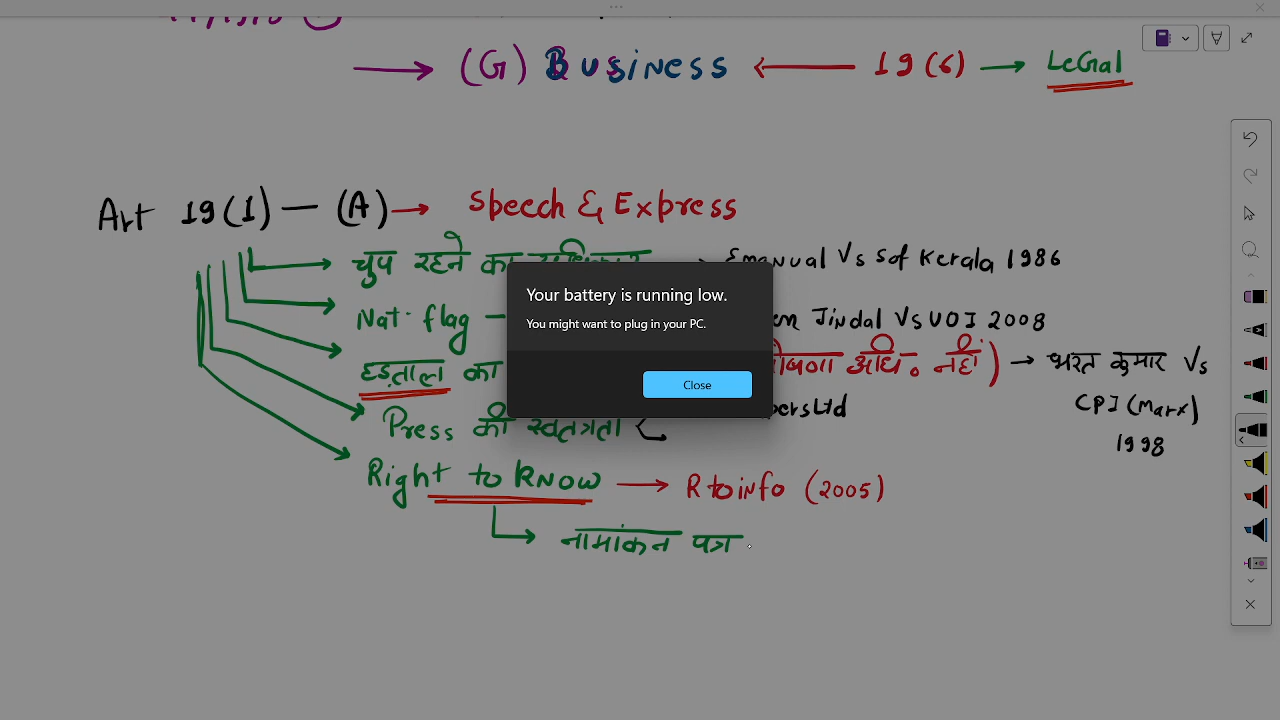 → (G) Business ← 19(6) → LeGal
Art 19(1) — (A) → Speech & Express
चुप रहने का अधिकार → Emanual Vs S of Kerala 1986
Nat. flag — Jindal Vs UOI 2008
हड़ताल का अधि॰ नहीं) → भरत कुमार Vs
CPI (Marx)
1998
Press की स्वतंत्रता Ltd
Right to KNOW → R to info (2005)
नामांकन पत्र
Your battery is running low.
You might want to plug in your PC.
Close